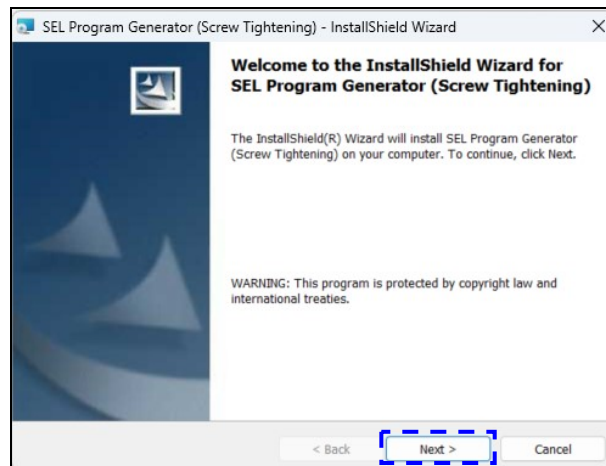 SEL Program Generator (Screw Tightening) - InstallShield Wizard
Welcome to the InstallShield Wizard for
SEL Program Generator (Screw Tightening)
The InstallShield(R) Wizard will install SEL Program Generator
(Screw Tightening) on your computer. To continue, click Next.
WARNING: This program is protected by copyright law and
international treaties.
< Back
Next >
Cancel